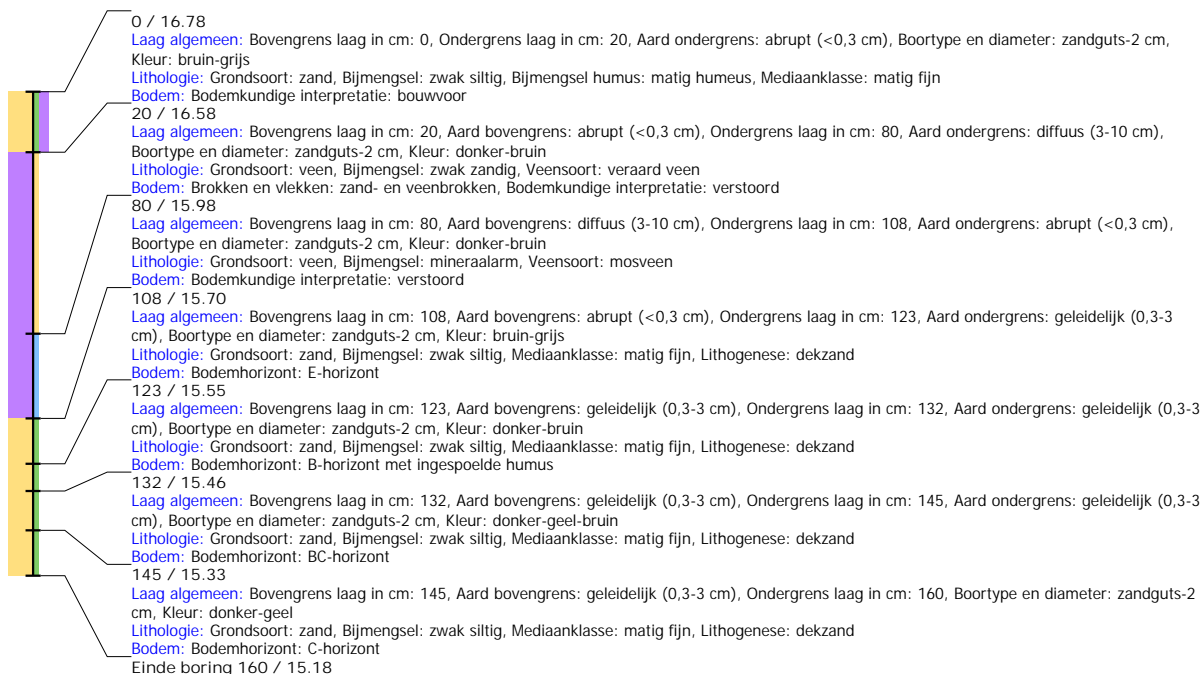 0 / 16.78
Laag algemeen: Bovengrens laag in cm: 0, Ondergrens laag in cm: 20, Aard ondergrens: abrupt (<0,3 cm), Boortype en diameter: zandguts-2 cm,
Kleur: bruin-grijs
Lithologie: Grondsoort: zand, Bijmengsel: zwak siltig, Bijmengsel humus: matig humeus, Mediaanklasse: matig fijn
Bodem: Bodemkundige interpretatie: bouwvoor
20 / 16.58
Laag algemeen: Bovengrens laag in cm: 20, Aard bovengrens: abrupt (<0,3 cm), Ondergrens laag in cm: 80, Aard ondergrens: diffuus (3-10 cm),
Boortype en diameter: zandguts-2 cm, Kleur: donker-bruin
Lithologie: Grondsoort: veen, Bijmengsel: zwak zandig, Veensoort: veraard veen
Bodem: Brokken en vlekken: zand- en veenbrokken, Bodemkundige interpretatie: verstoord
80 / 15.98
Laag algemeen: Bovengrens laag in cm: 80, Aard bovengrens: diffuus (3-10 cm), Ondergrens laag in cm: 108, Aard ondergrens: abrupt (<0,3 cm),
Boortype en diameter: zandguts-2 cm, Kleur: donker-bruin
Lithologie: Grondsoort: veen, Bijmengsel: mineraalarm, Veensoort: mosveen
Bodem: Bodemkundige interpretatie: verstoord
108 / 15.70
Laag algemeen: Bovengrens laag in cm: 108, Aard bovengrens: abrupt (<0,3 cm), Ondergrens laag in cm: 123, Aard ondergrens: geleidelijk (0,3-3
cm), Boortype en diameter: zandguts-2 cm, Kleur: bruin-grijs
Lithologie: Grondsoort: zand, Bijmengsel: zwak siltig, Mediaanklasse: matig fijn, Lithogenese: dekzand
Bodem: Bodemhorizont: E-horizont
123 / 15.55
Laag algemeen: Bovengrens laag in cm: 123, Aard bovengrens: geleidelijk (0,3-3 cm), Ondergrens laag in cm: 132, Aard ondergrens: geleidelijk (0,3-3
cm), Boortype en diameter: zandguts-2 cm, Kleur: donker-bruin
Lithologie: Grondsoort: zand, Bijmengsel: zwak siltig, Mediaanklasse: matig fijn, Lithogenese: dekzand
Bodem: Bodemhorizont: B-horizont met ingespoelde humus
132 / 15.46
Laag algemeen: Bovengrens laag in cm: 132, Aard bovengrens: geleidelijk (0,3-3 cm), Ondergrens laag in cm: 145, Aard ondergrens: geleidelijk (0,3-3
cm), Boortype en diameter: zandguts-2 cm, Kleur: donker-geel-bruin
Lithologie: Grondsoort: zand, Bijmengsel: zwak siltig, Mediaanklasse: matig fijn, Lithogenese: dekzand
Bodem: Bodemhorizont: BC-horizont
145 / 15.33
Laag algemeen: Bovengrens laag in cm: 145, Aard bovengrens: geleidelijk (0,3-3 cm), Ondergrens laag in cm: 160, Boortype en diameter: zandguts-2
cm, Kleur: donker-geel
Lithologie: Grondsoort: zand, Bijmengsel: zwak siltig, Mediaanklasse: matig fijn, Lithogenese: dekzand
Bodem: Bodemhorizont: C-horizont
Einde boring 160 / 15.18